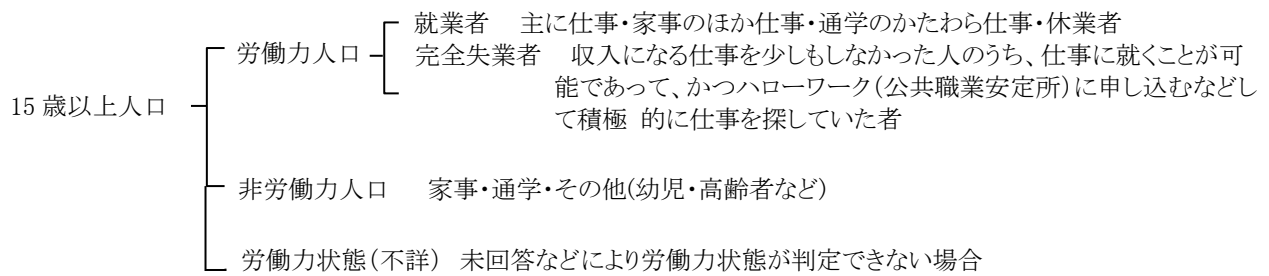 就業者 主に仕事・家事のほか仕事・通学のかたわら仕事・休業者
労働力人口
完全失業者 収入になる仕事を少しもしなかった人のうち、仕事に就くことが可
能であって、かつハローワーク(公共職業安定所)に申し込むなどし
15 歳以上人口
て積極 的に仕事を探していた者
非労働力人口 家事・通学・その他(幼児・高齢者など)
労働力状態(不詳) 未回答などにより労働力状態が判定できない場合